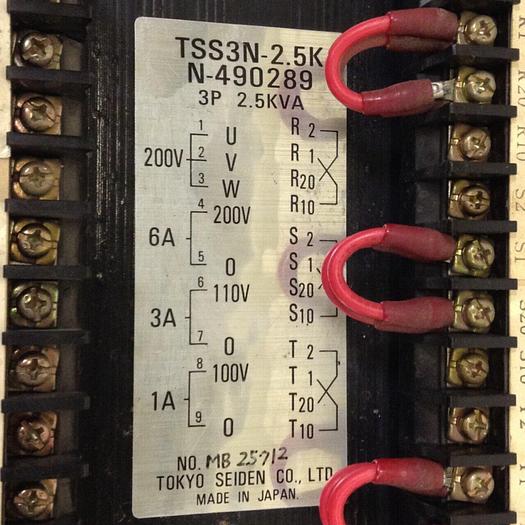 TSS3N-2.5K
N-490289
3P 2.5KVA
200V
1 U
2 V
3 W
6A
4 200V
5 0
3A
6 110V
7 0
1A
8 100V
9 0
R 2
R 1
R20
R10
S 2
S 1
S20
S10
T 2
T 1
T20
T10
NO. MB 25712
TOKYO SEIDEN CO., LTD
MADE IN JAPAN.